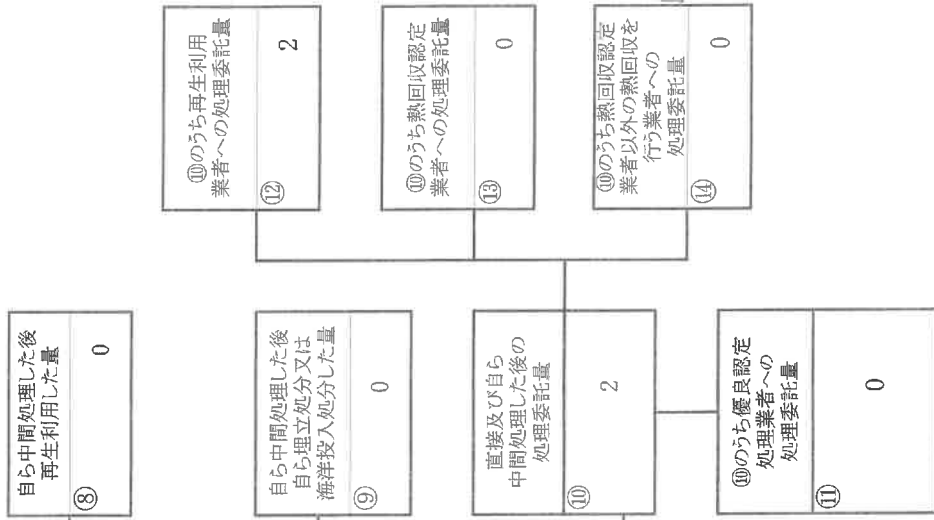 自ら中間処理した後
再生利用した量
⑧
0
自ら中間処理した後
自ら埋立処分又は
海洋投入処分した量
⑨
0
直接及び自ら
中間処理した後の
処理委託量
⑩
2
⑩のうち優良認定
処理業者への
処理委託量
⑪
0
⑩のうち再生利用
業者への処理委託量
⑫
2
⑩のうち熱回収認定
業者への処理委託量
⑬
0
⑩のうち熱回収認定
業者以外の熱回収を
行う業者への
処理委託量
⑭
0